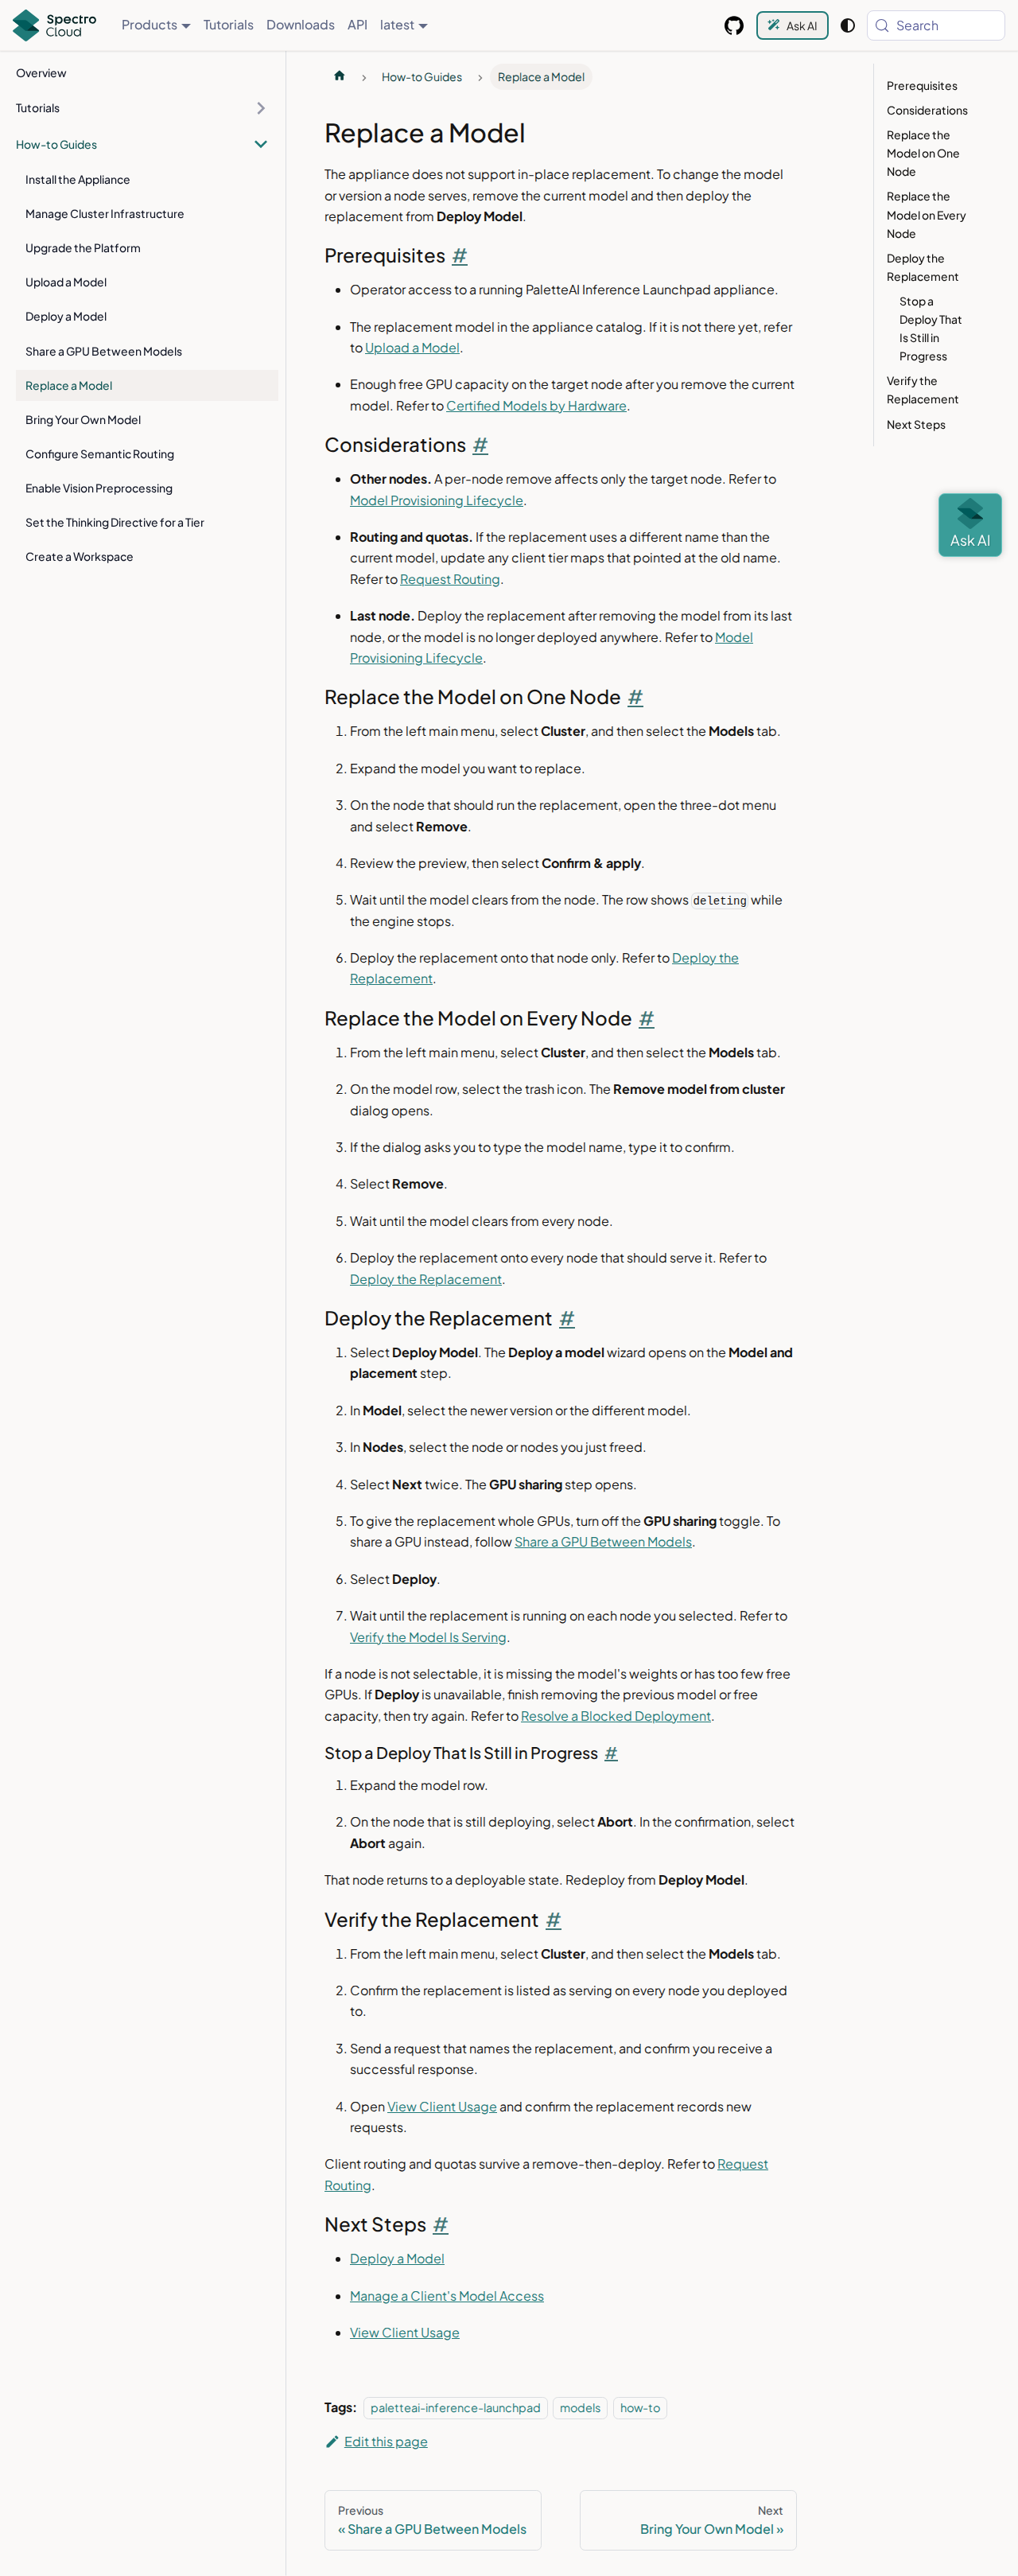 Spectro
Cloud
Products
Tutorials
Downloads
API
latest
Ask AI
Search
Overview
Tutorials
How-to Guides
Install the Appliance
Manage Cluster Infrastructure
Upgrade the Platform
Upload a Model
Deploy a Model
Share a GPU Between Models
Replace a Model
Bring Your Own Model
Configure Semantic Routing
Enable Vision Preprocessing
Set the Thinking Directive for a Tier
Create a Workspace
How-to Guides
Replace a Model
Replace a Model
The appliance does not support in-place replacement. To change the model
or version a node serves, remove the current model and then deploy the
replacement from Deploy Model.
Prerequisites #
Operator access to a running PaletteAI Inference Launchpad appliance.
The replacement model in the appliance catalog. If it is not there yet, refer
to Upload a Model.
Enough free GPU capacity on the target node after you remove the current
model. Refer to Certified Models by Hardware.
Considerations #
Other nodes. A per-node remove affects only the target node. Refer to
Model Provisioning Lifecycle.
Routing and quotas. If the replacement uses a different name than the
current model, update any client tier maps that pointed at the old name.
Refer to Request Routing.
Last node. Deploy the replacement after removing the model from its last
node, or the model is no longer deployed anywhere. Refer to Model
Provisioning Lifecycle.
Replace the Model on One Node #
1. From the left main menu, select Cluster, and then select the Models tab.
2. Expand the model you want to replace.
3. On the node that should run the replacement, open the three-dot menu
and select Remove.
4. Review the preview, then select Confirm & apply.
5. Wait until the model clears from the node. The row shows deleting while
the engine stops.
6. Deploy the replacement onto that node only. Refer to Deploy the
Replacement.
Replace the Model on Every Node #
1. From the left main menu, select Cluster, and then select the Models tab.
2. On the model row, select the trash icon. The Remove model from cluster
dialog opens.
3. If the dialog asks you to type the model name, type it to confirm.
4. Select Remove.
5. Wait until the model clears from every node.
6. Deploy the replacement onto every node that should serve it. Refer to
Deploy the Replacement.
Deploy the Replacement #
1. Select Deploy Model. The Deploy a model wizard opens on the Model and
placement step.
2. In Model, select the newer version or the different model.
3. In Nodes, select the node or nodes you just freed.
4. Select Next twice. The GPU sharing step opens.
5. To give the replacement whole GPUs, turn off the GPU sharing toggle. To
share a GPU instead, follow Share a GPU Between Models.
6. Select Deploy.
7. Wait until the replacement is running on each node you selected. Refer to
Verify the Model Is Serving.
If a node is not selectable, it is missing the model's weights or has too few free
GPUs. If Deploy is unavailable, finish removing the previous model or free
capacity, then try again. Refer to Resolve a Blocked Deployment.
Stop a Deploy That Is Still in Progress #
1. Expand the model row.
2. On the node that is still deploying, select Abort. In the confirmation, select
Abort again.
That node returns to a deployable state. Redeploy from Deploy Model.
Verify the Replacement #
1. From the left main menu, select Cluster, and then select the Models tab.
2. Confirm the replacement is listed as serving on every node you deployed
to.
3. Send a request that names the replacement, and confirm you receive a
successful response.
4. Open View Client Usage and confirm the replacement records new
requests.
Client routing and quotas survive a remove-then-deploy. Refer to Request
Routing.
Next Steps #
Deploy a Model
Manage a Client's Model Access
View Client Usage
Tags: paletteai-inference-launchpad models how-to
Edit this page
Previous
« Share a GPU Between Models
Next
Bring Your Own Model »
Prerequisites
Considerations
Replace the
Model on One
Node
Replace the
Model on Every
Node
Deploy the
Replacement
Stop a
Deploy That
Is Still in
Progress
Verify the
Replacement
Next Steps
Ask AI